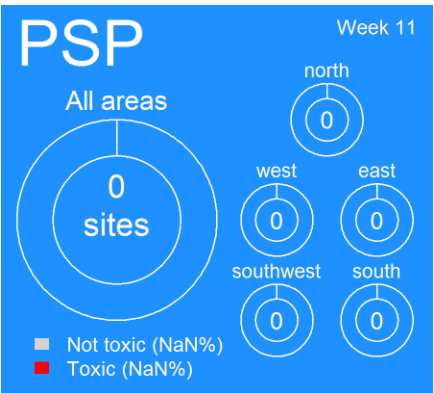 PSP
Week 11
All areas
0
sites
north
0
west
0
east
0
southwest
0
south
0
Not toxic (NaN%)
Toxic (NaN%)